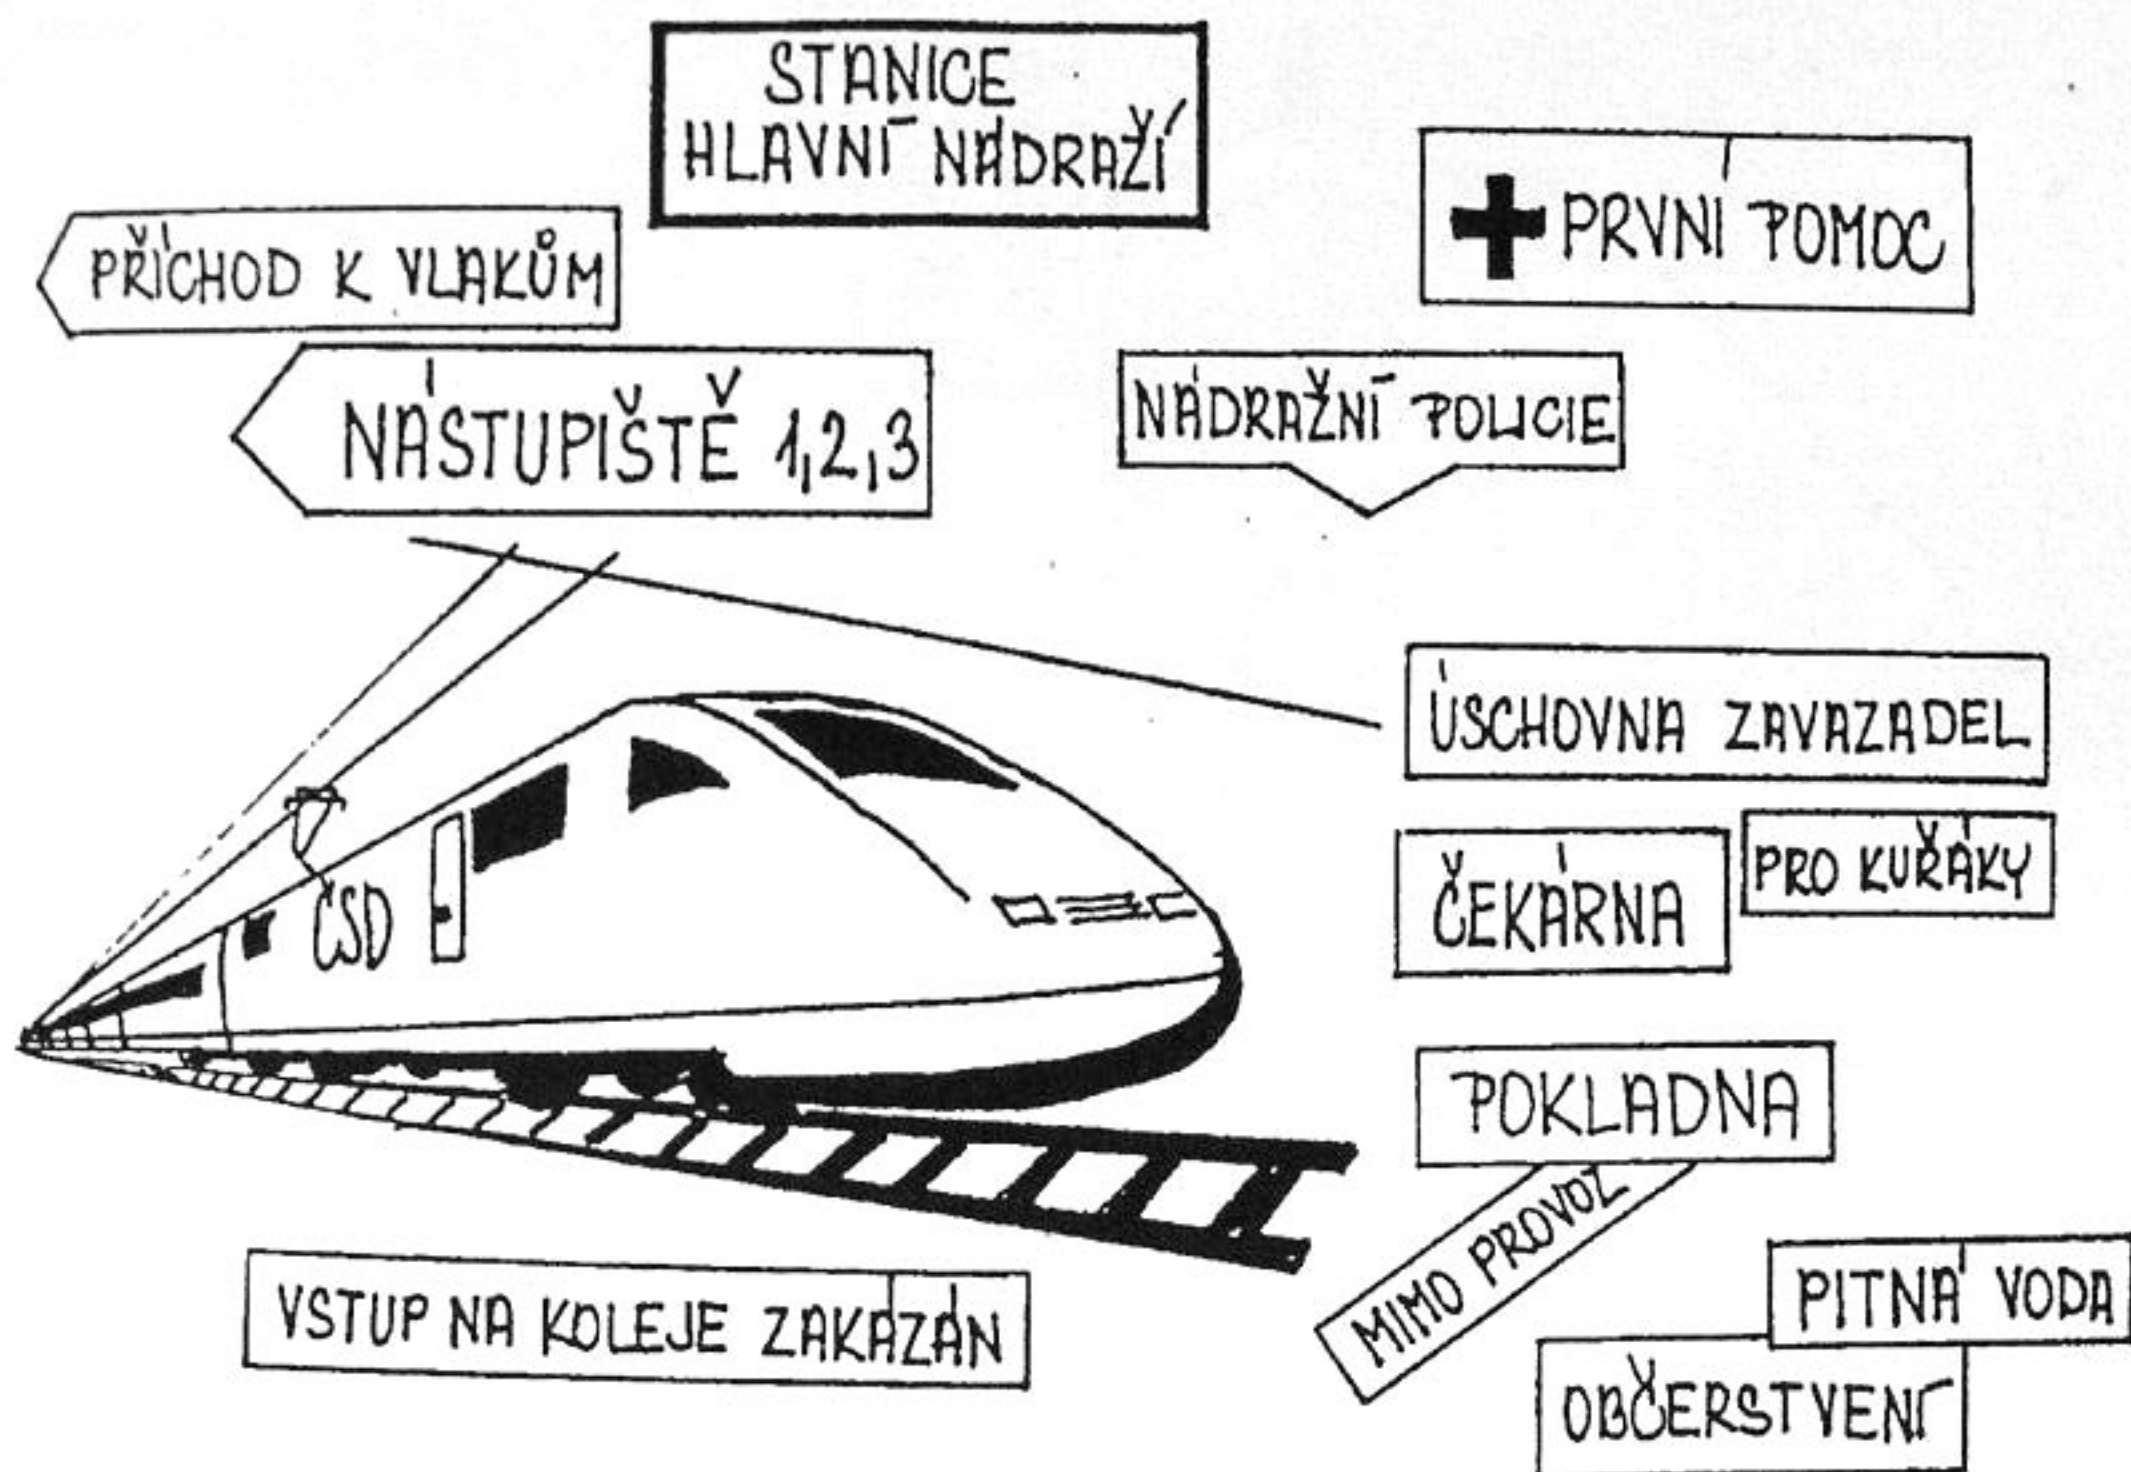 STANICE
HLAVNÍ NÁDRAŽÍ
PRVNÍ POMOC
PŘÍCHOD K VLAKŮM
NÁSTUPIŠTĚ 1,2,3
NÁDRAŽNÍ POLICIE
ÚSCHOVNA ZAVAZADEL
ČEKÁRNA
PRO KUŘÁKY
ČSD
POKLADNA
MIMO PROVOZ
PITNÁ VODA
VSTUP NA KOLEJE ZAKÁZÁN
OBČERSTVENÍ